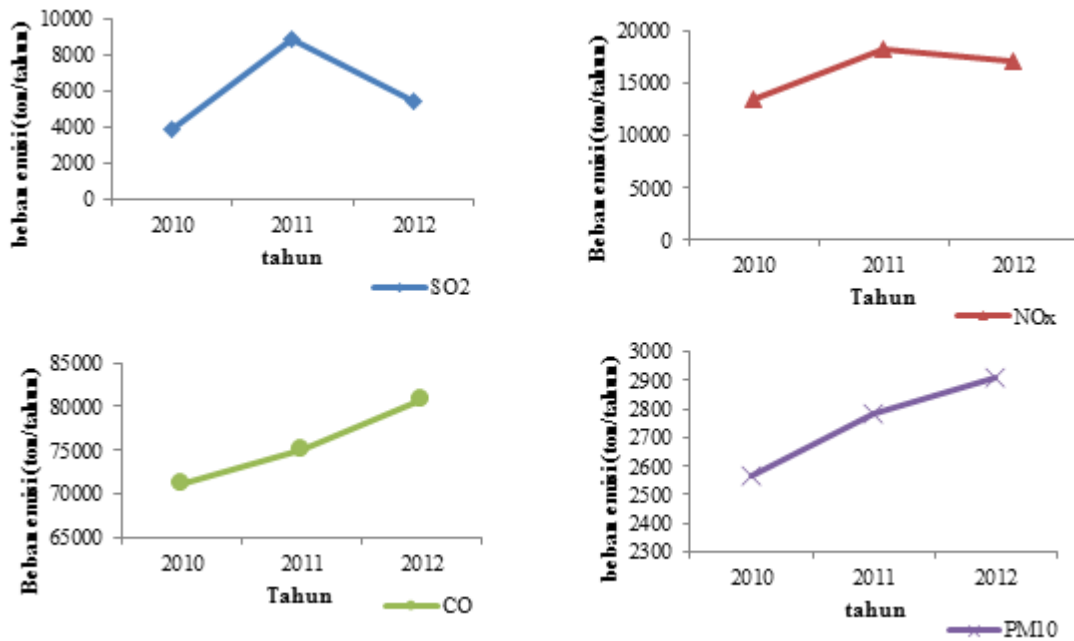 beban emisi(ton/tahun)
10000
8000
6000
4000
2000
0
2010 2011 2012
tahun
SO2
Beban emisi(ton/tahun)
20000
15000
10000
5000
0
2010 2011 2012
Tahun
NOx
Beban emisi(ton/tahun)
85000
80000
75000
70000
65000
2010 2011 2012
Tahun
CO
beban emisi(ton/tahun)
3000
2900
2800
2700
2600
2500
2400
2300
2010 2011 2012
tahun
PM10